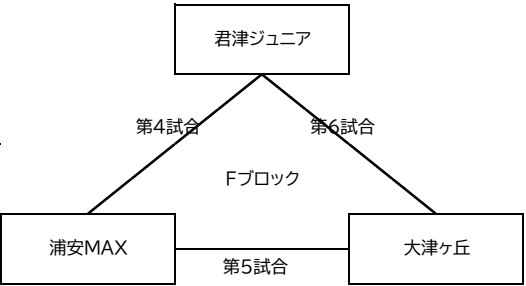 君津ジュニア
第4試合
第6試合
Fブロック
浦安MAX
大津ヶ丘
第5試合